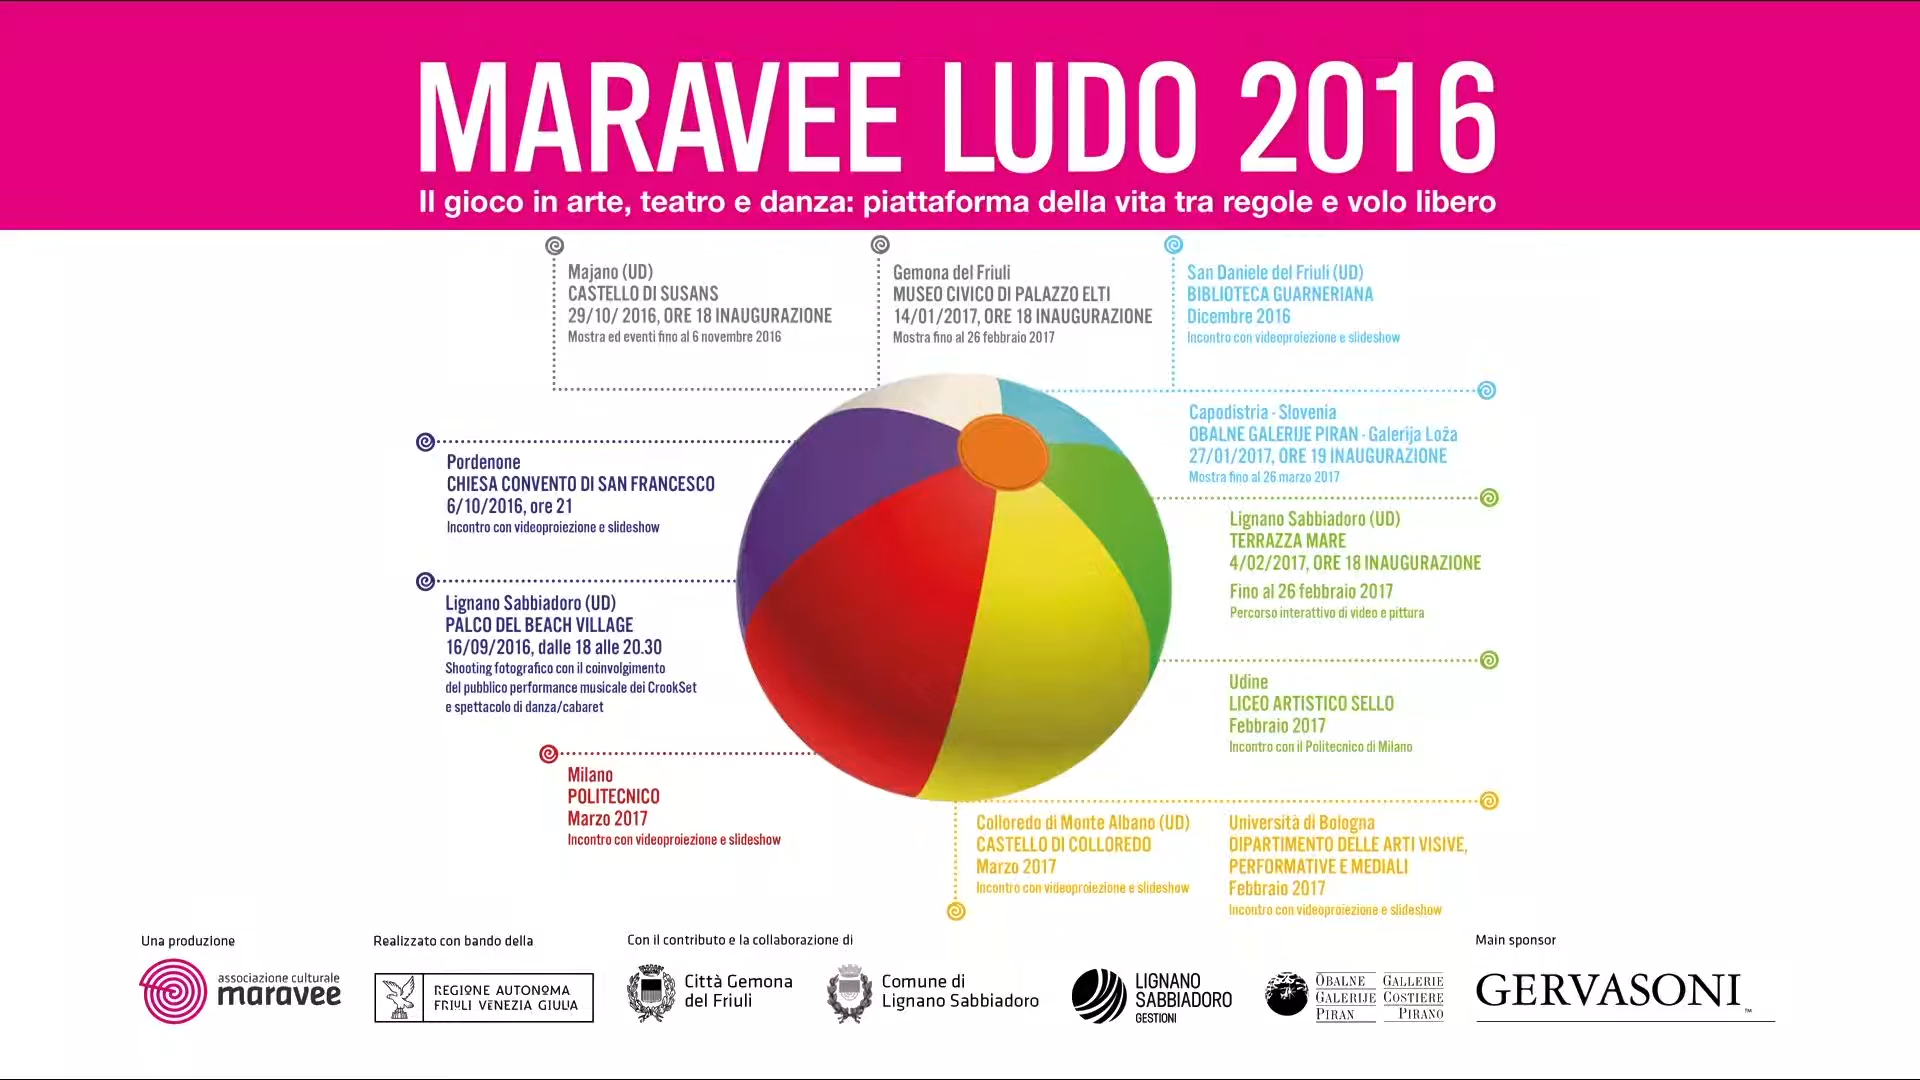 MARAVEE LUDO 2016
Il gioco in arte, teatro e danza: piattaforma della vita tra regole e volo libero
Majano (UD)
CASTELLO DI SUSANS
29/10/ 2016, ORE 18 INAUGURAZIONE
Mostra ed eventi fino al 6 novembre 2016
Gemona del Friuli
MUSEO CIVICO DI PALAZZO ELTI
14/01/2017, ORE 18 INAUGURAZIONE
Mostra fino al 26 febbraio 2017
San Daniele del Friuli (UD)
BIBLIOTECA GUARNERIANA
Dicembre 2016
Incontro con videoproiezione e slideshow
Capodistria - Slovenia
OBALNE GALERIJE PIRAN - Galerija Loža
27/01/2017, ORE 19 INAUGURAZIONE
Mostra fino al 26 marzo 2017
Pordenone
CHIESA CONVENTO DI SAN FRANCESCO
6/10/2016, ore 21
Incontro con videoproiezione e slideshow
Lignano Sabbiadoro (UD)
TERRAZZA MARE
4/02/2017, ORE 18 INAUGURAZIONE
Fino al 26 febbraio 2017
Percorso interattivo di video e pittura
Lignano Sabbiadoro (UD)
PALCO DEL BEACH VILLAGE
16/09/2016, dalle 18 alle 20.30
Shooting fotografico con il coinvolgimento
del pubblico performance musicale dei CrookSet
e spettacolo di danza/cabaret
Udine
LICEO ARTISTICO SELLO
Febbraio 2017
Incontro con il Politecnico di Milano
Milano
POLITECNICO
Marzo 2017
Incontro con videoproiezione e slideshow
Colloredo di Monte Albano (UD)
CASTELLO DI COLLOREDO
Marzo 2017
Incontro con videoproiezione e slideshow
Università di Bologna
DIPARTIMENTO DELLE ARTI VISIVE,
PERFORMATIVE E MEDIALI
Febbraio 2017
Incontro con videoproiezione e slideshow
Una produzione
associazione culturale
maravee
Realizzato con bando della
REGIONE AUTONOMA
FRIULI VENEZIA GIULIA
Con il contributo e la collaborazione di
Città Gemona
del Friuli
Comune di
Lignano Sabbiadoro
LIGNANO
SABBIADORO
GESTIONI
OBALNE
GALERIJE
PIRAN
GALLERIE
COSTIERE
PIRANO
Main sponsor
GERVASONI™